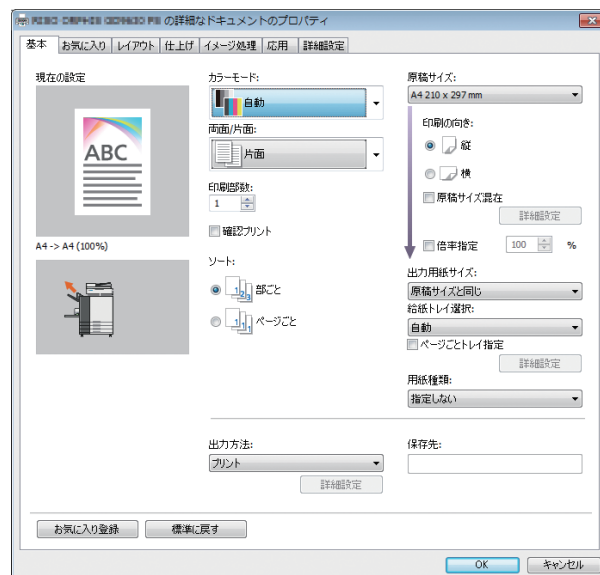 の詳細なドキュメントのプロパティ
基本 お気に入り レイアウト 仕上げ イメージ処理 応用 詳細設定
現在の設定
ABC
A4 -> A4 (100%)
カラーモード:
自動
両面/片面:
片面
印刷部数:
1
確認プリント
ソート:
部ごと
ページごと
原稿サイズ:
A4 210 x 297 mm
印刷の向き:
縦
横
原稿サイズ混在
詳細設定
倍率指定 100 %
出力用紙サイズ:
原稿サイズと同じ
給紙トレイ選択:
自動
ページごとトレイ指定
詳細設定
用紙種類:
指定しない
出力方法:
プリント
詳細設定
保存先:
お気に入り登録 標準に戻す
OK キャンセル